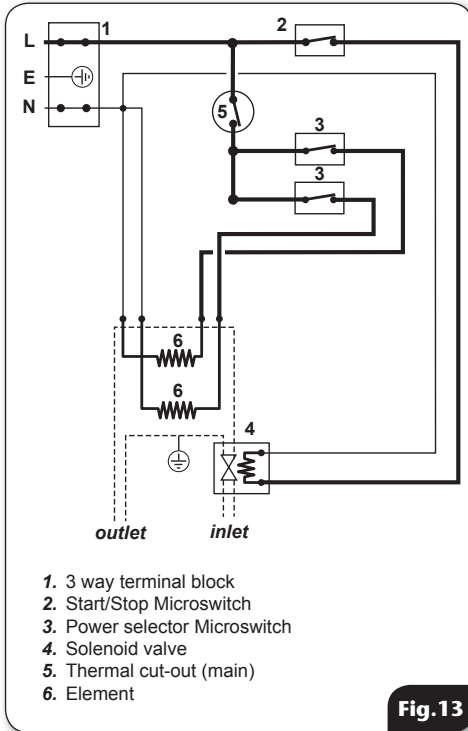 1
2
L
E
5
N
3
3
6
6
4
outlet
inlet
1. 3 way terminal block
2. Start/Stop Microswitch
3. Power selector Microswitch
4. Solenoid valve
5. Thermal cut-out (main)
6. Element
Fig.13